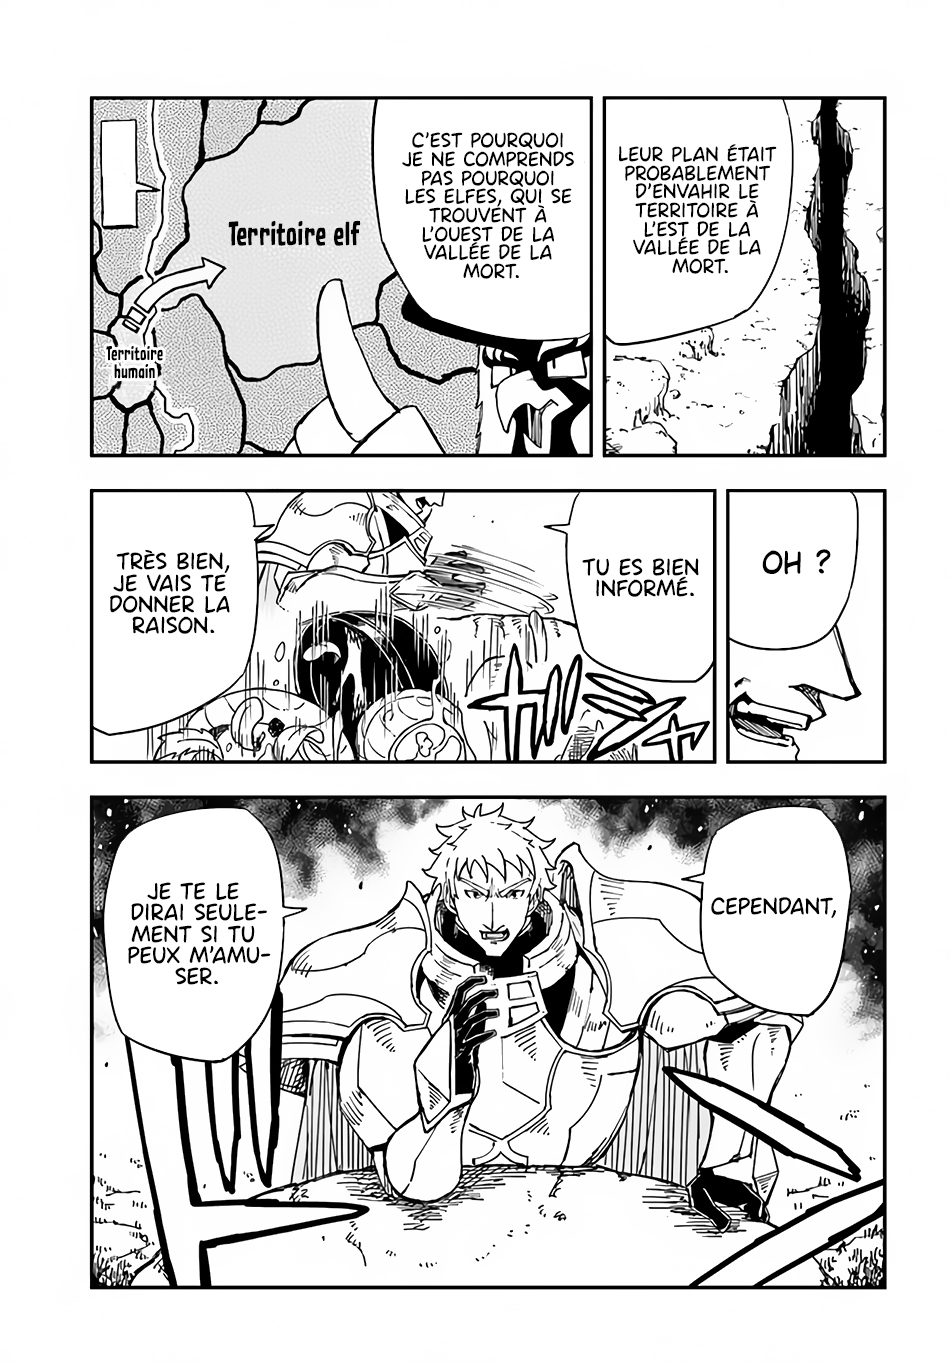 LEUR PLAN ÉTAIT
PROBABLEMENT
D'ENVAHIR LE
TERRITOIRE À
L'EST DE LA
VALLÉE DE LA
MORT.
C'EST POURQUOI
JE NE COMPRENDS
PAS POURQUOI
LES ELFES, QUI SE
TROUVENT À
L'OUEST DE LA
VALLÉE DE LA
MORT.
Territoire elf
Territoire
humain
OH ?
TU ES BIEN
INFORMÉ.
TRÈS BIEN,
JE VAIS TE
DONNER LA
RAISON.
CEPENDANT,
JE TE LE
DIRAI SEULE-
MENT SI TU
PEUX M'AMU-
SER.